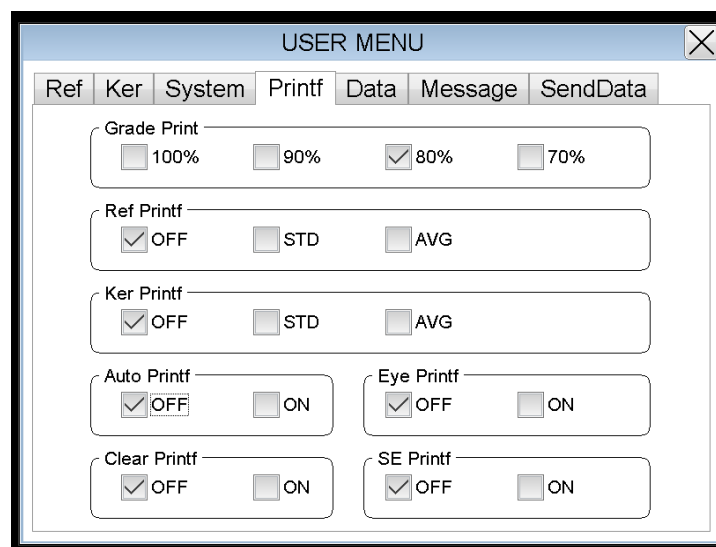 USER MENU
Ref Ker System Printf Data Message SendData
Grade Print
100% 90% 80% 70%
Ref Printf
OFF STD AVG
Ker Printf
OFF STD AVG
Auto Printf Eye Printf
OFF ON OFF ON
Clear Printf SE Printf
OFF ON OFF ON